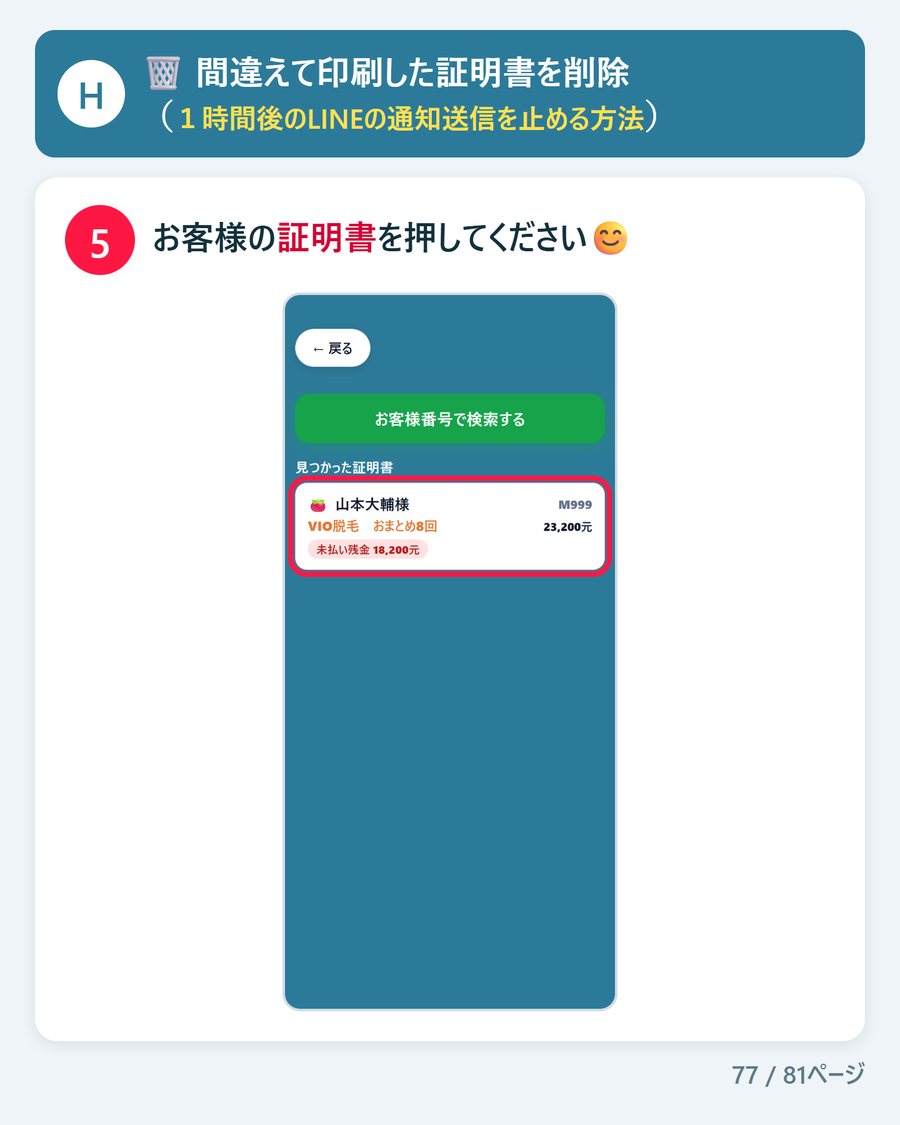 H
🗑️ 間違えて印刷した証明書を削除
（１時間後のLINEの通知送信を止める方法）
5
お客様の証明書を押してください😊
← 戻る
お客様番号で検索する
見つかった証明書
🍅 山本大輔様 M999
VIO脱毛　おまとめ8回 23,200元
未払い残金 18,200元
77 / 81ページ